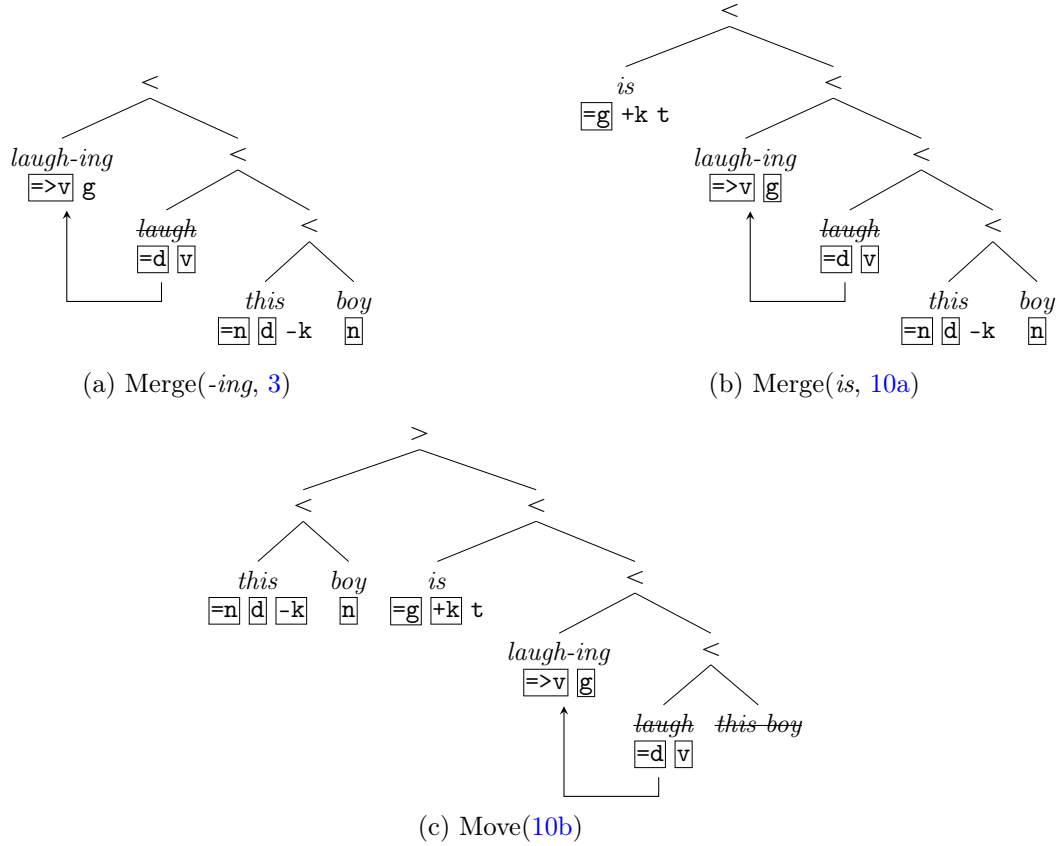 <
is
=g +k t
<
<
laugh-ing
=>v g
<
laugh
=d v
<
this boy
=n d -k n
(a) Merge(-ing, 3)
<
laugh-ing
=>v g
<
laugh
=d v
<
this boy
=n d -k n
(b) Merge(is, 10a)
>
< <
this boy is
=n d -k n =g +k t
<
laugh-ing
=>v g
<
laugh this boy
=d v
(c) Move(10b)